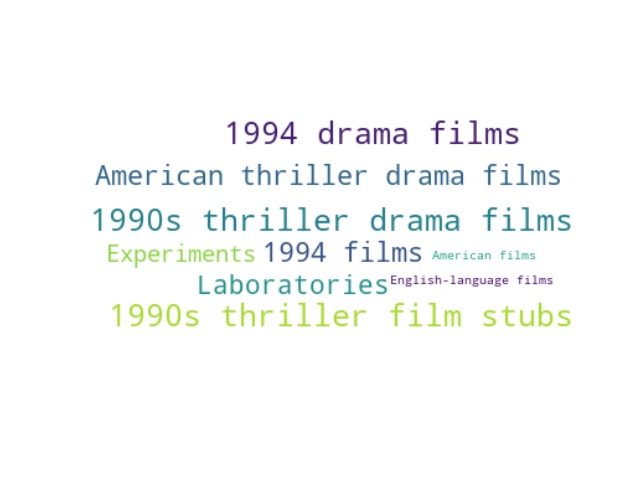 1994 drama films
American thriller drama films
1990s thriller drama films
Experiments 1994 films American films
Laboratories English-language films
1990s thriller film stubs